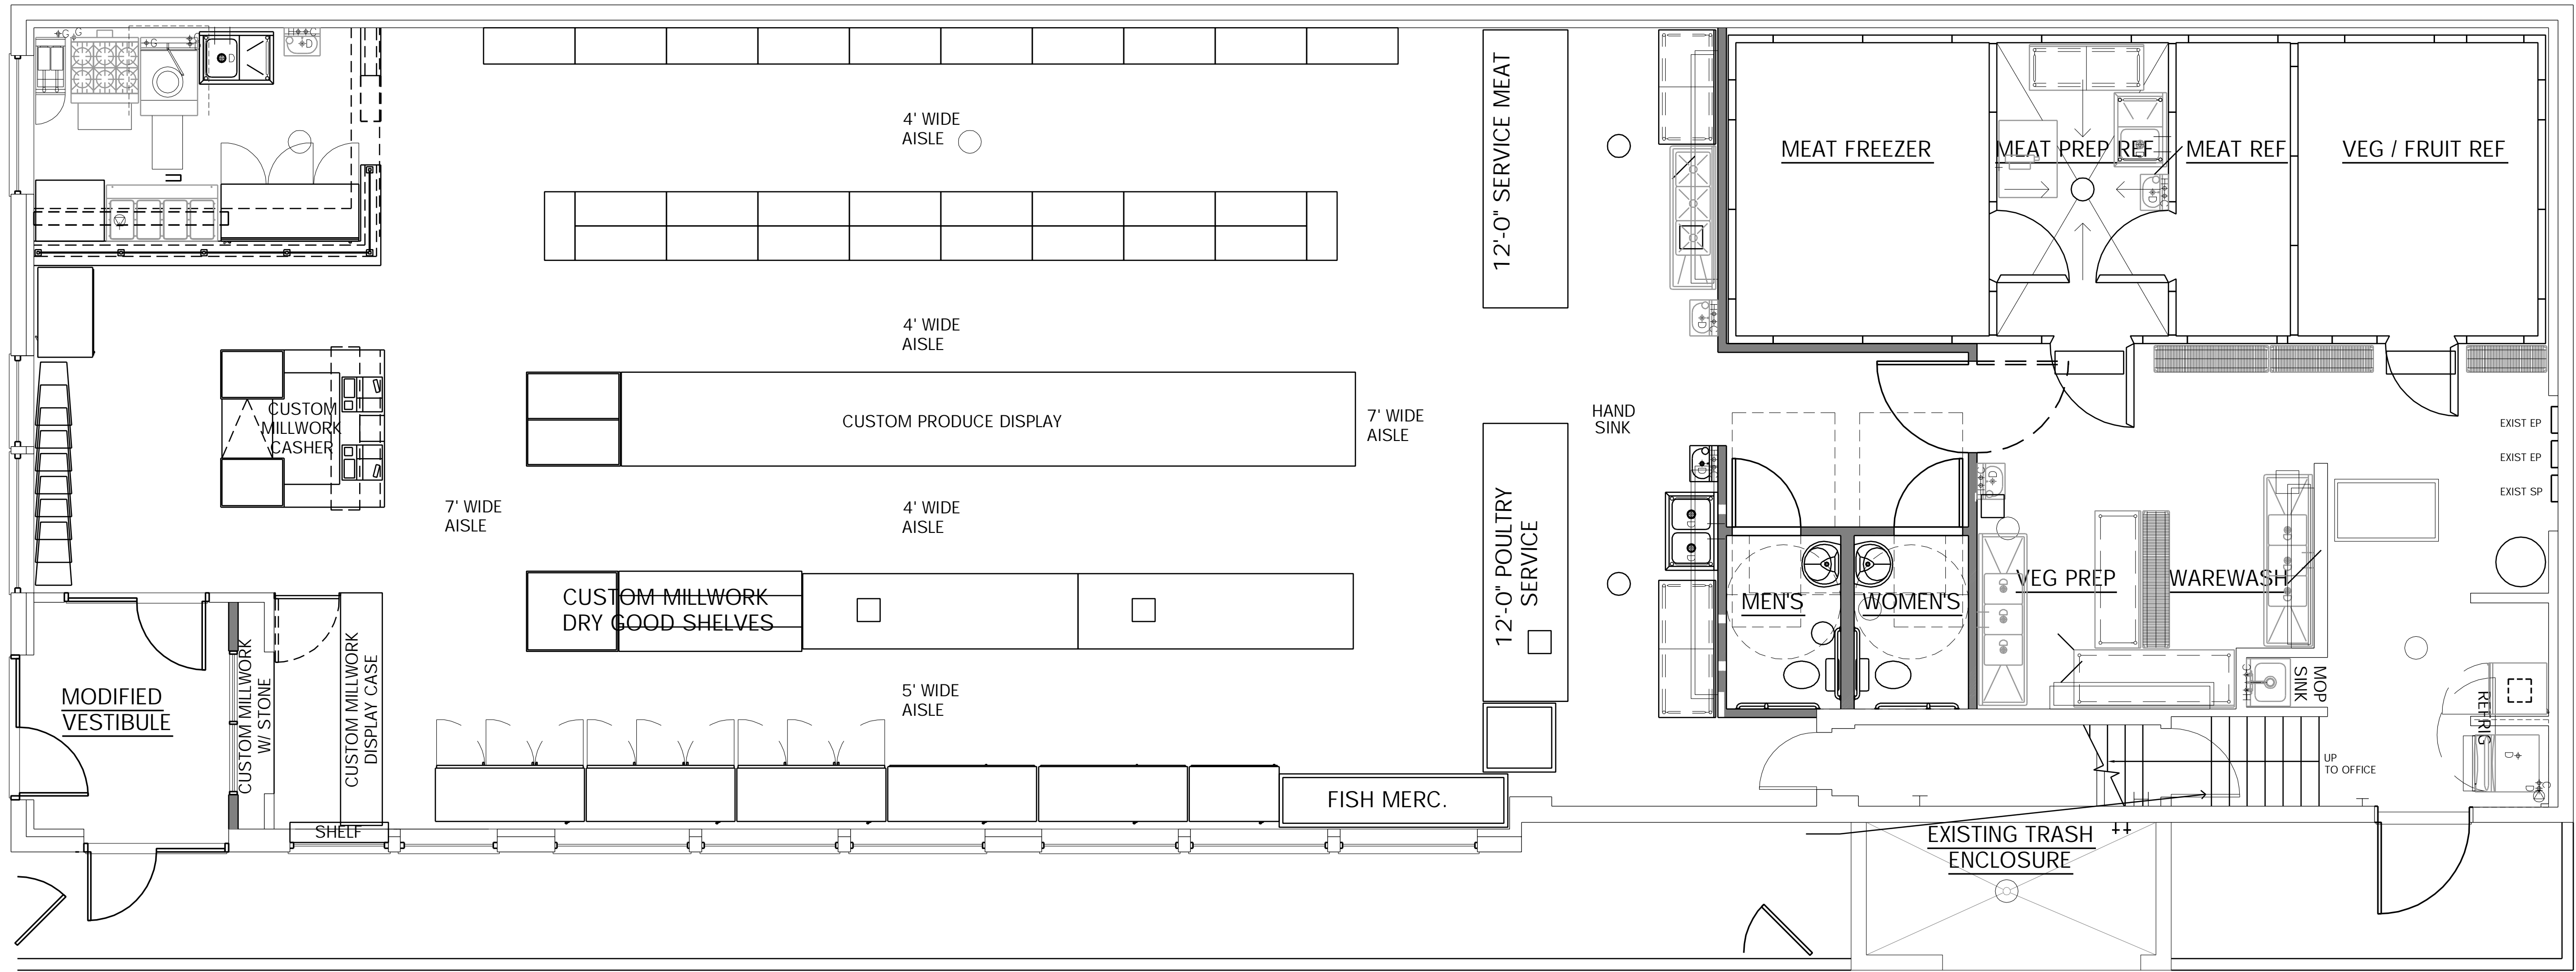 G
G
G
G
H C
D
4' WIDE
AISLE
12'-0" SERVICE MEAT
MEAT FREEZER
MEAT PREP REF
MEAT REF
VEG / FRUIT REF
4' WIDE
AISLE
CUSTOM
MILLWORK
CASHER
CUSTOM PRODUCE DISPLAY
7' WIDE
AISLE
HAND
SINK
EXIST EP
EXIST EP
EXIST SP
7' WIDE
AISLE
4' WIDE
AISLE
12'-0" POULTRY
SERVICE
CUSTOM MILLWORK
DRY GOOD SHELVES
MEN'S
WOMEN'S
VEG PREP
WAREWASH
MODIFIED
VESTIBULE
CUSTOM MILLWORK
W/ STONE
CUSTOM MILLWORK
DISPLAY CASE
5' WIDE
AISLE
MOP
SINK
REFRIG
UP
TO OFFICE
FISH MERC.
SHELF
EXISTING TRASH
ENCLOSURE